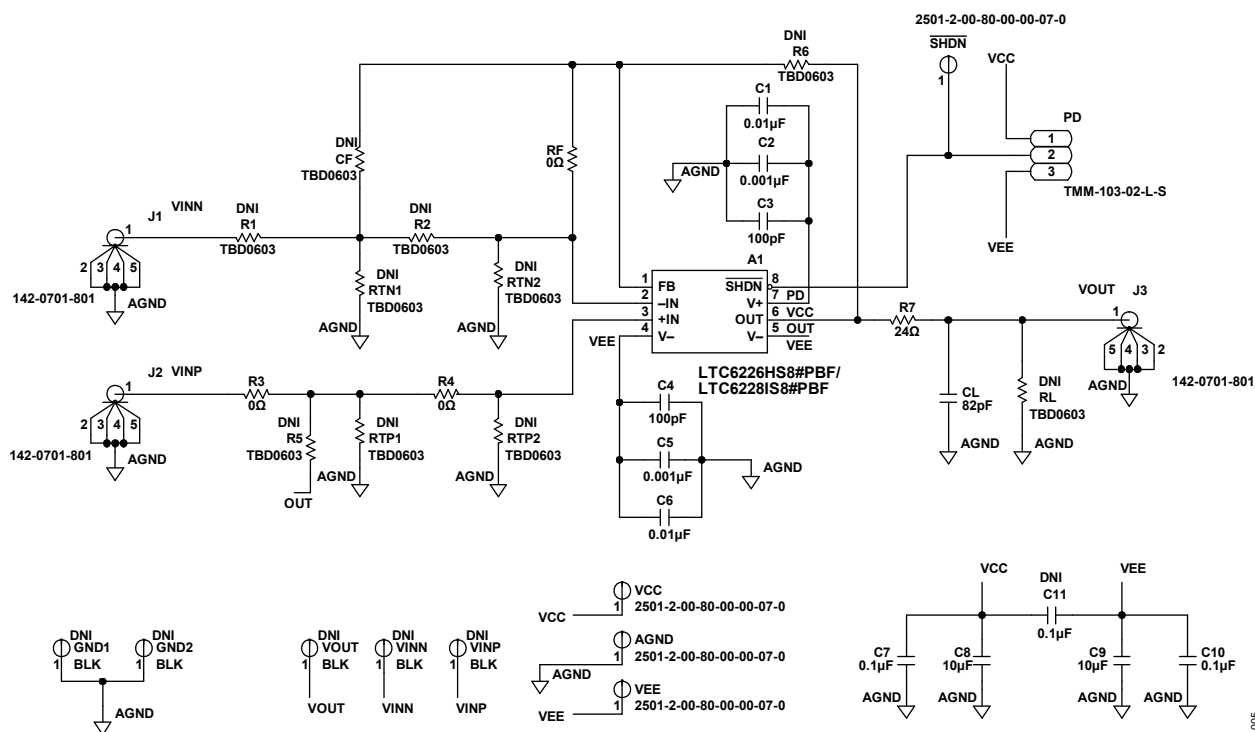 2501-2-00-80-00-00-07-0
SHDN
1
VCC
DNI
R6
TBD0603
C1
0.01µF
C2
0.001µF
C3
100pF
AGND
PD
1
2
3
TMM-103-02-L-S
VEE
DNI
CF
TBD0603
RF
0Ω
J1
VINN
1
2 3 4 5
142-0701-801
AGND
DNI
R1
TBD0603
DNI
R2
TBD0603
DNI
RTN1
TBD0603
AGND
DNI
RTN2
TBD0603
AGND
A1
1 FB
2 –IN
3 +IN
4 V–
SHDN 8
V+ 7
OUT 6
V– 5
PD
VCC
OUT
VEE
VEE
LTC6226HS8#PBF/
LTC6228IS8#PBF
R7
24Ω
VOUT
J3
1
5 4 3 2
AGND
142-0701-801
CL
82pF
AGND
DNI
RL
TBD0603
AGND
J2
VINP
1
2 3 4 5
142-0701-801
AGND
R3
0Ω
DNI
R5
TBD0603
OUT
DNI
RTP1
TBD0603
AGND
R4
0Ω
DNI
RTP2
TBD0603
AGND
C4
100pF
C5
0.001µF
C6
0.01µF
AGND
DNI
GND1
1
BLK
DNI
GND2
1
BLK
AGND
DNI
VOUT
1
BLK
VOUT
DNI
VINN
1
BLK
VINN
DNI
VINP
1
BLK
VINP
VCC
1
2501-2-00-80-00-00-07-0
VCC
AGND
1
2501-2-00-80-00-00-07-0
AGND
VEE
1
2501-2-00-80-00-00-07-0
VEE
VCC
DNI
C11
0.1µF
VEE
C7
0.1µF
AGND
C8
10µF
AGND
C9
10µF
AGND
C10
0.1µF
AGND